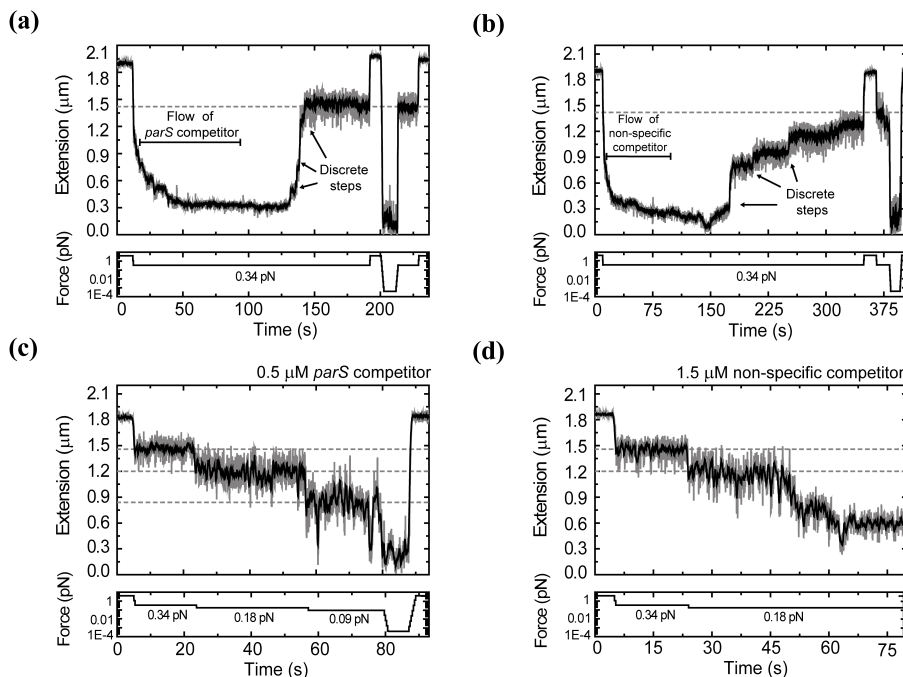 (a)
2.1
1.8
1.5
1.2
0.9
0.6
0.3
0.0
Extension (μm)
Flow of
parS competitor
Discrete
steps
Force (pN)
1
0.01
1E-4
0.34 pN
0 50 100 150 200
Time (s)
(b)
2.1
1.8
1.5
1.2
0.9
0.6
0.3
0.0
Extension (μm)
Flow of
non-specific
competitor
Discrete
steps
Force (pN)
1
0.01
1E-4
0.34 pN
0 75 150 225 300 375
Time (s)
(c)
0.5 μM parS competitor
2.1
1.8
1.5
1.2
0.9
0.6
0.3
0.0
Extension (μm)
Force (pN)
1
0.01
1E-4
0.34 pN 0.18 pN 0.09 pN
0 20 40 60 80
Time (s)
(d)
1.5 μM non-specific competitor
2.1
1.8
1.5
1.2
0.9
0.6
0.3
0.0
Extension (μm)
Force (pN)
1
0.01
1E-4
0.34 pN 0.18 pN
0 15 30 45 60 75
Time (s)